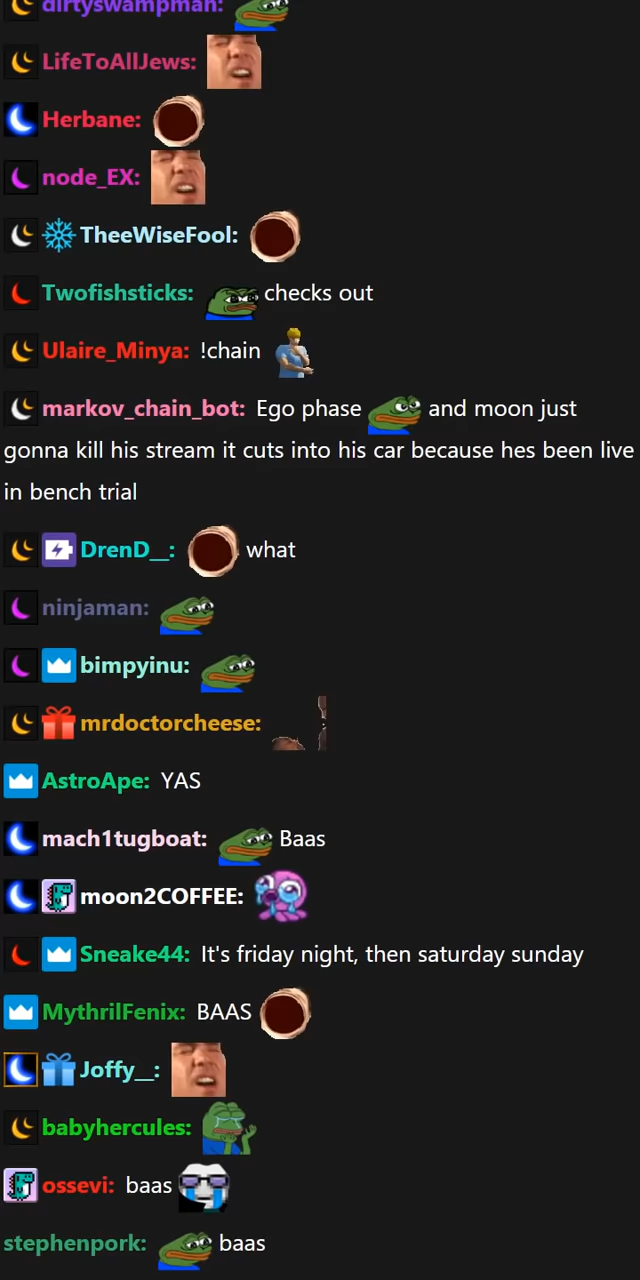 dirtyswampman:
LifeToAllJews:
Herbane:
node_EX:
TheeWiseFool:
Twofishsticks: checks out
Ulaire_Minya: !chain
markov_chain_bot: Ego phase and moon just
gonna kill his stream it cuts into his car because hes been live
in bench trial
DrenD__: what
ninjaman:
bimpyinu:
mrdoctorcheese:
AstroApe: YAS
mach1tugboat: Baas
moon2COFFEE:
Sneake44: It's friday night, then saturday sunday
MythrilFenix: BAAS
Joffy__:
babyhercules:
ossevi: baas
stephenpork: baas